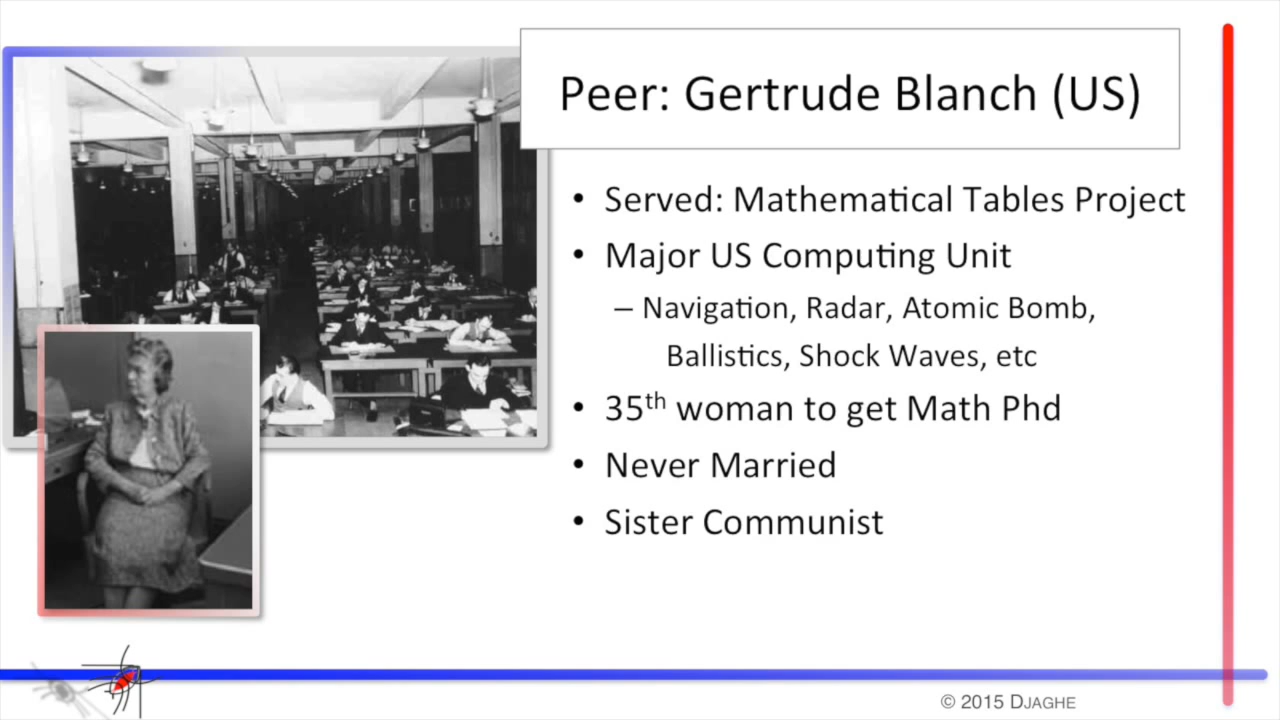 Peer: Gertrude Blanch (US)
• Served: Mathematical Tables Project
• Major US Computing Unit
– Navigation, Radar, Atomic Bomb,
Ballistics, Shock Waves, etc
• 35th woman to get Math Phd
• Never Married
• Sister Communist
© 2015 DJAGHE